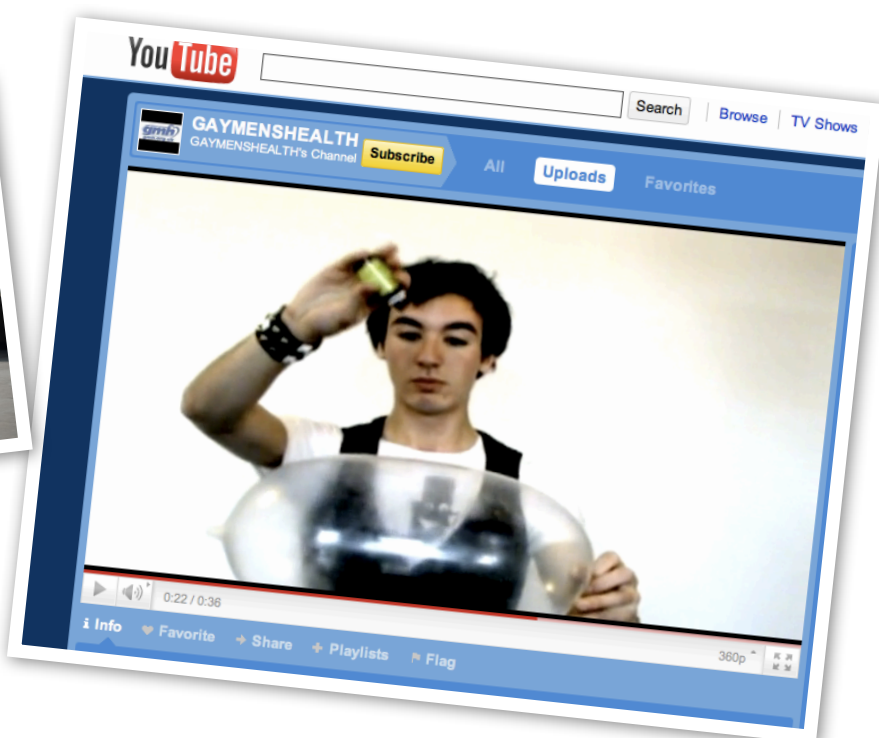 YouTube
Search
Browse
TV Shows
gmh
GAYMENSHEALTH
GAYMENSHEALTH's Channel
Subscribe
All
Uploads
Favorites
0:22 / 0:36
360p
i Info
Favorite
Share
Playlists
Flag